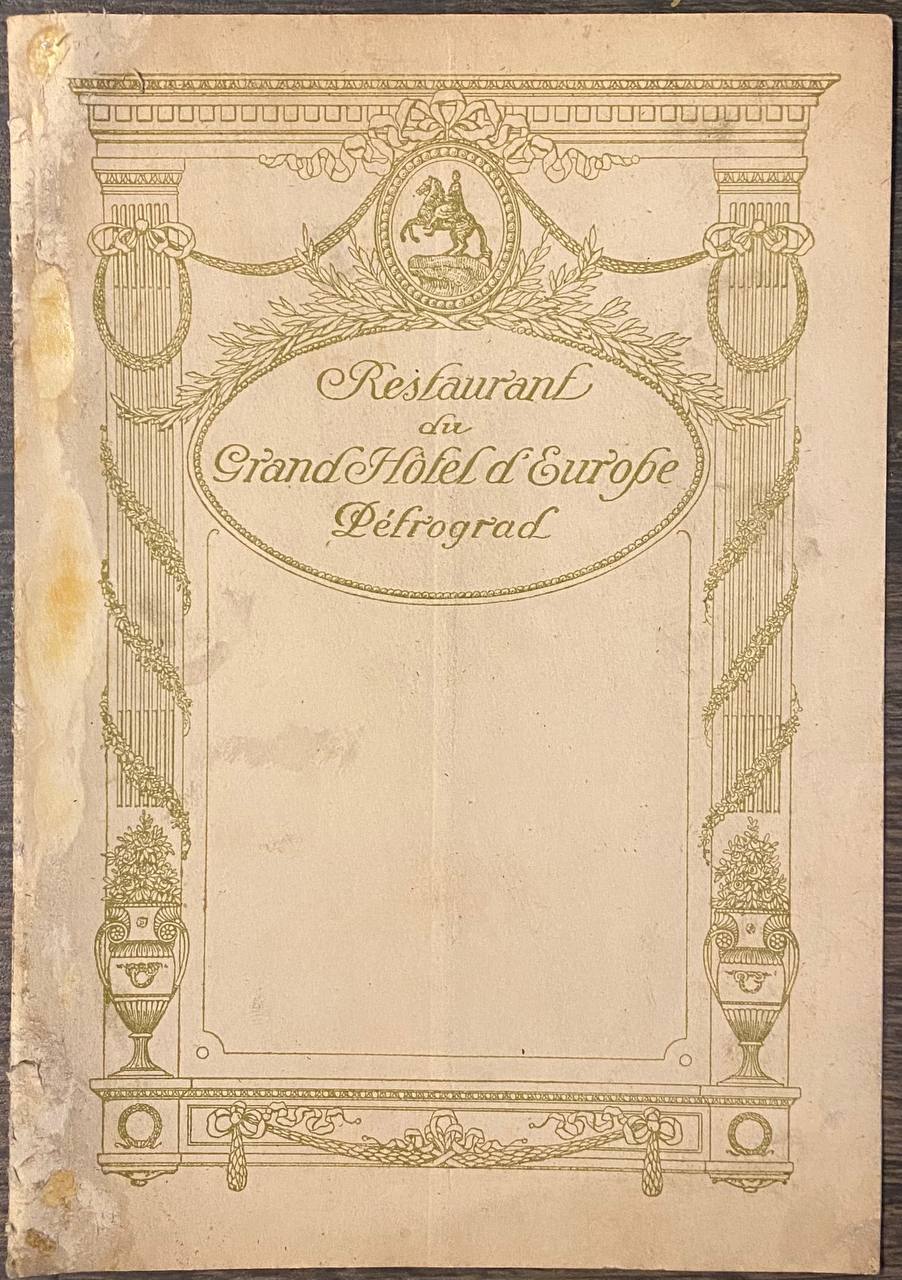 Restaurant
du
Grand Hôtel d'Europe
Pétrograd